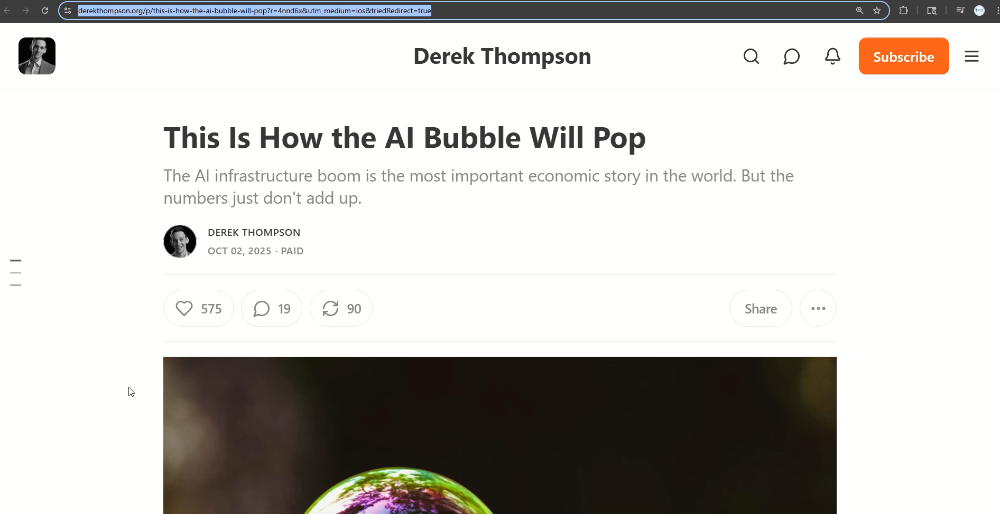 derekthompson.org/p/this-is-how-the-ai-bubble-will-pop?r=4nnd6x&utm_medium=ios&triedRedirect=true
Derek Thompson
Subscribe
This Is How the AI Bubble Will Pop
The AI infrastructure boom is the most important economic story in the world. But the
numbers just don't add up.
DEREK THOMPSON
OCT 02, 2025 · PAID
575
19
90
Share